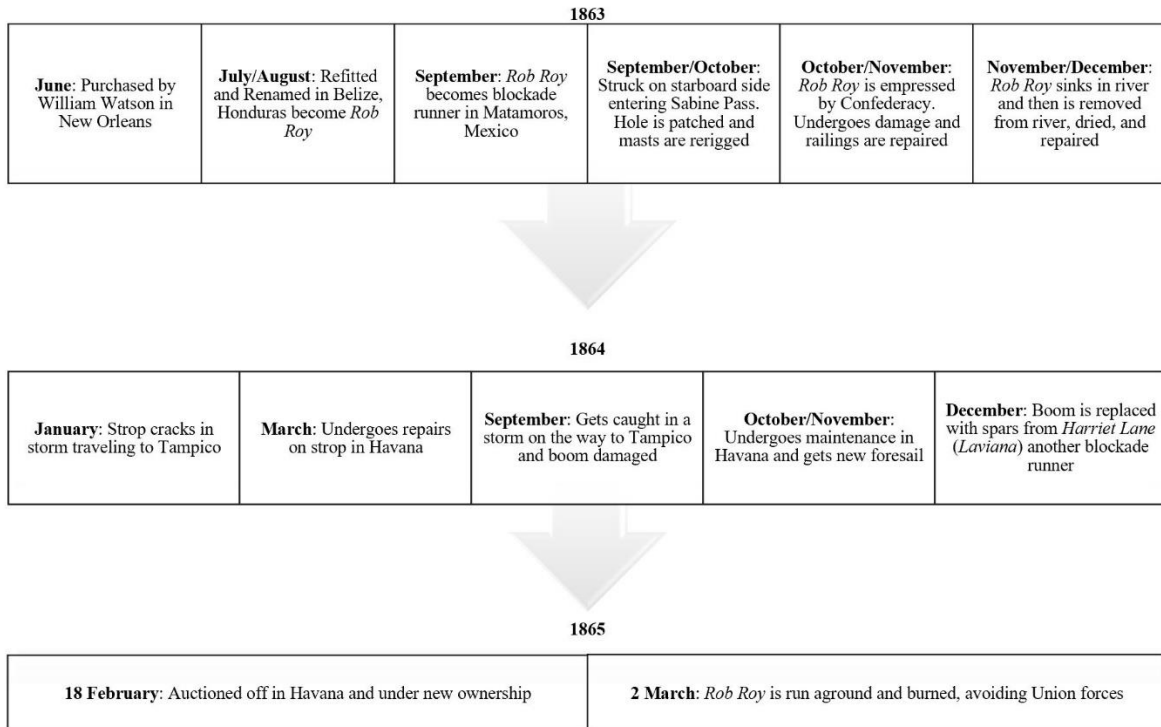 1863
June: Purchased by
William Watson in
New Orleans
July/August: Refitted
and Renamed in Belize,
Honduras become Rob
Roy
September: Rob Roy
becomes blockade
runner in Matamoros,
Mexico
September/October:
Struck on starboard side
entering Sabine Pass.
Hole is patched and
masts are rerigged
October/November:
Rob Roy is empressed
by Confederacy.
Undergoes damage and
railings are repaired
November/December:
Rob Roy sinks in river
and then is removed
from river, dried, and
repaired
1864
January: Strop cracks in
storm traveling to Tampico
March: Undergoes repairs
on strop in Havana
September: Gets caught in a
storm on the way to Tampico
and boom damaged
October/November:
Undergoes maintenance in
Havana and gets new foresail
December: Boom is replaced
with spars from Harriet Lane
(Laviana) another blockade
runner
1865
18 February: Auctioned off in Havana and under new ownership
2 March: Rob Roy is run aground and burned, avoiding Union forces